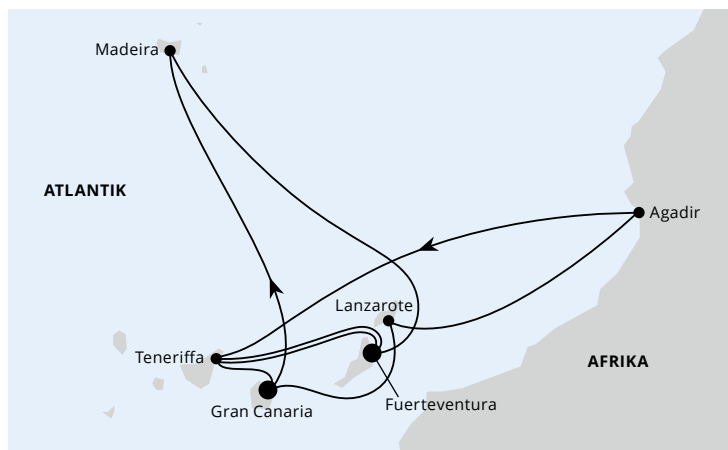 Madeira
ATLANTIK
Agadir
Lanzarote
Teneriffa
AFRIKA
Gran Canaria
Fuerteventura